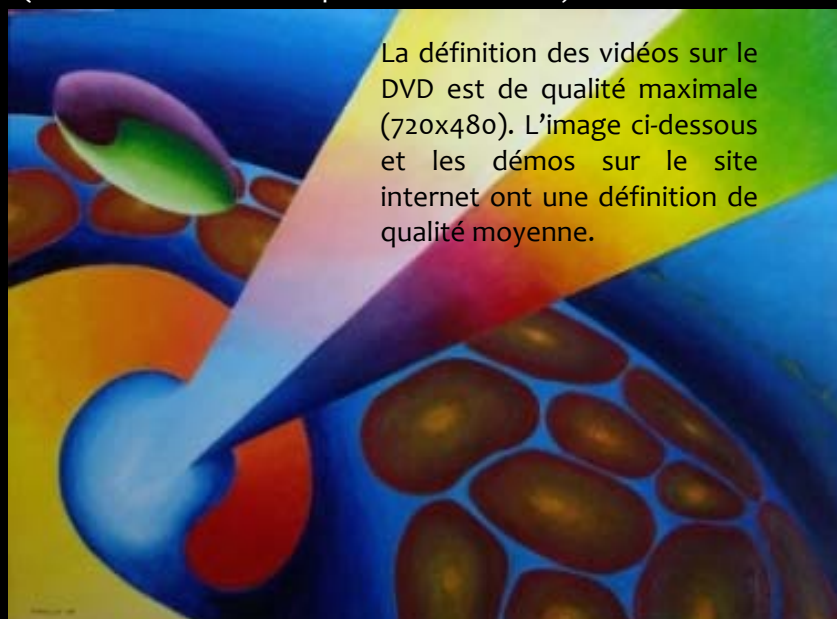 La définition des vidéos sur le
DVD est de qualité maximale
(720x480). L'image ci-dessous
et les démos sur le site
internet ont une définition de
qualité moyenne.